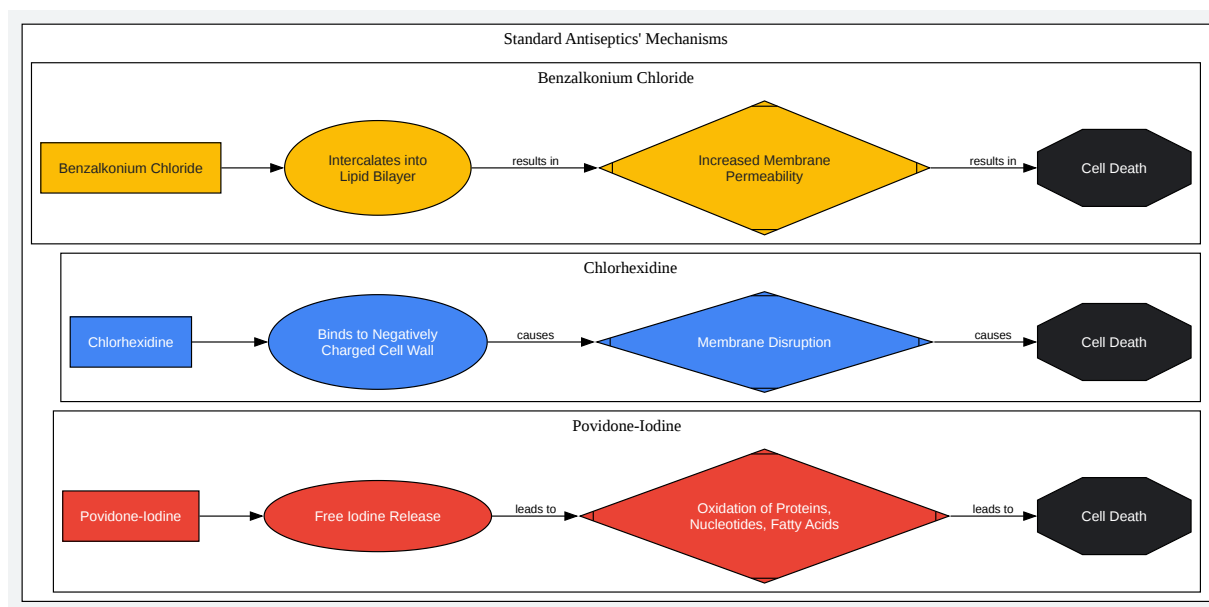 Standard Antiseptics' Mechanisms
Benzalkonium Chloride
Benzalkonium Chloride
Intercalates into
Lipid Bilayer
results in
Increased Membrane
Permeability
results in
Cell Death
Chlorhexidine
Chlorhexidine
Binds to Negatively
Charged Cell Wall
causes
Membrane Disruption
causes
Cell Death
Povidone-Iodine
Povidone-Iodine
Free Iodine Release
leads to
Oxidation of Proteins,
Nucleotides, Fatty Acids
leads to
Cell Death